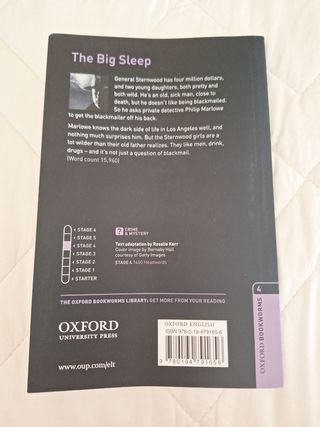 The Big Sleep
General Sternwood has four million dollars,
and two young daughters, both pretty and
both wild. He's an old, sick man, close to
death, but he doesn't like being blackmailed.
So he asks private detective Philip Marlowe
to get the blackmailer off his back.
Marlowe knows the dark side of life in Los Angeles well, and
nothing much surprises him. But the Sternwood girls are a
lot wilder than their old father realizes. They like men, drink,
drugs – and it's not just a question of blackmail.
(Word count 15,960)
STAGE 6
STAGE 5
STAGE 4
STAGE 3
STAGE 2
STAGE 1
STARTER
? CRIME
& MYSTERY
Text adaptation by Rosalie Kerr
Cover image by Barnaby Hall
courtesy of Getty Images
STAGE 4 1400 Headwords
THE OXFORD BOOKWORMS LIBRARY: GET MORE FROM YOUR READING
OXFORD
UNIVERSITY PRESS
www.oup.com/elt
OXFORD ENGLISH
ISBN 978-0-19-479165-6
9 780194 791656
4
OXFORD BOOKWORMS